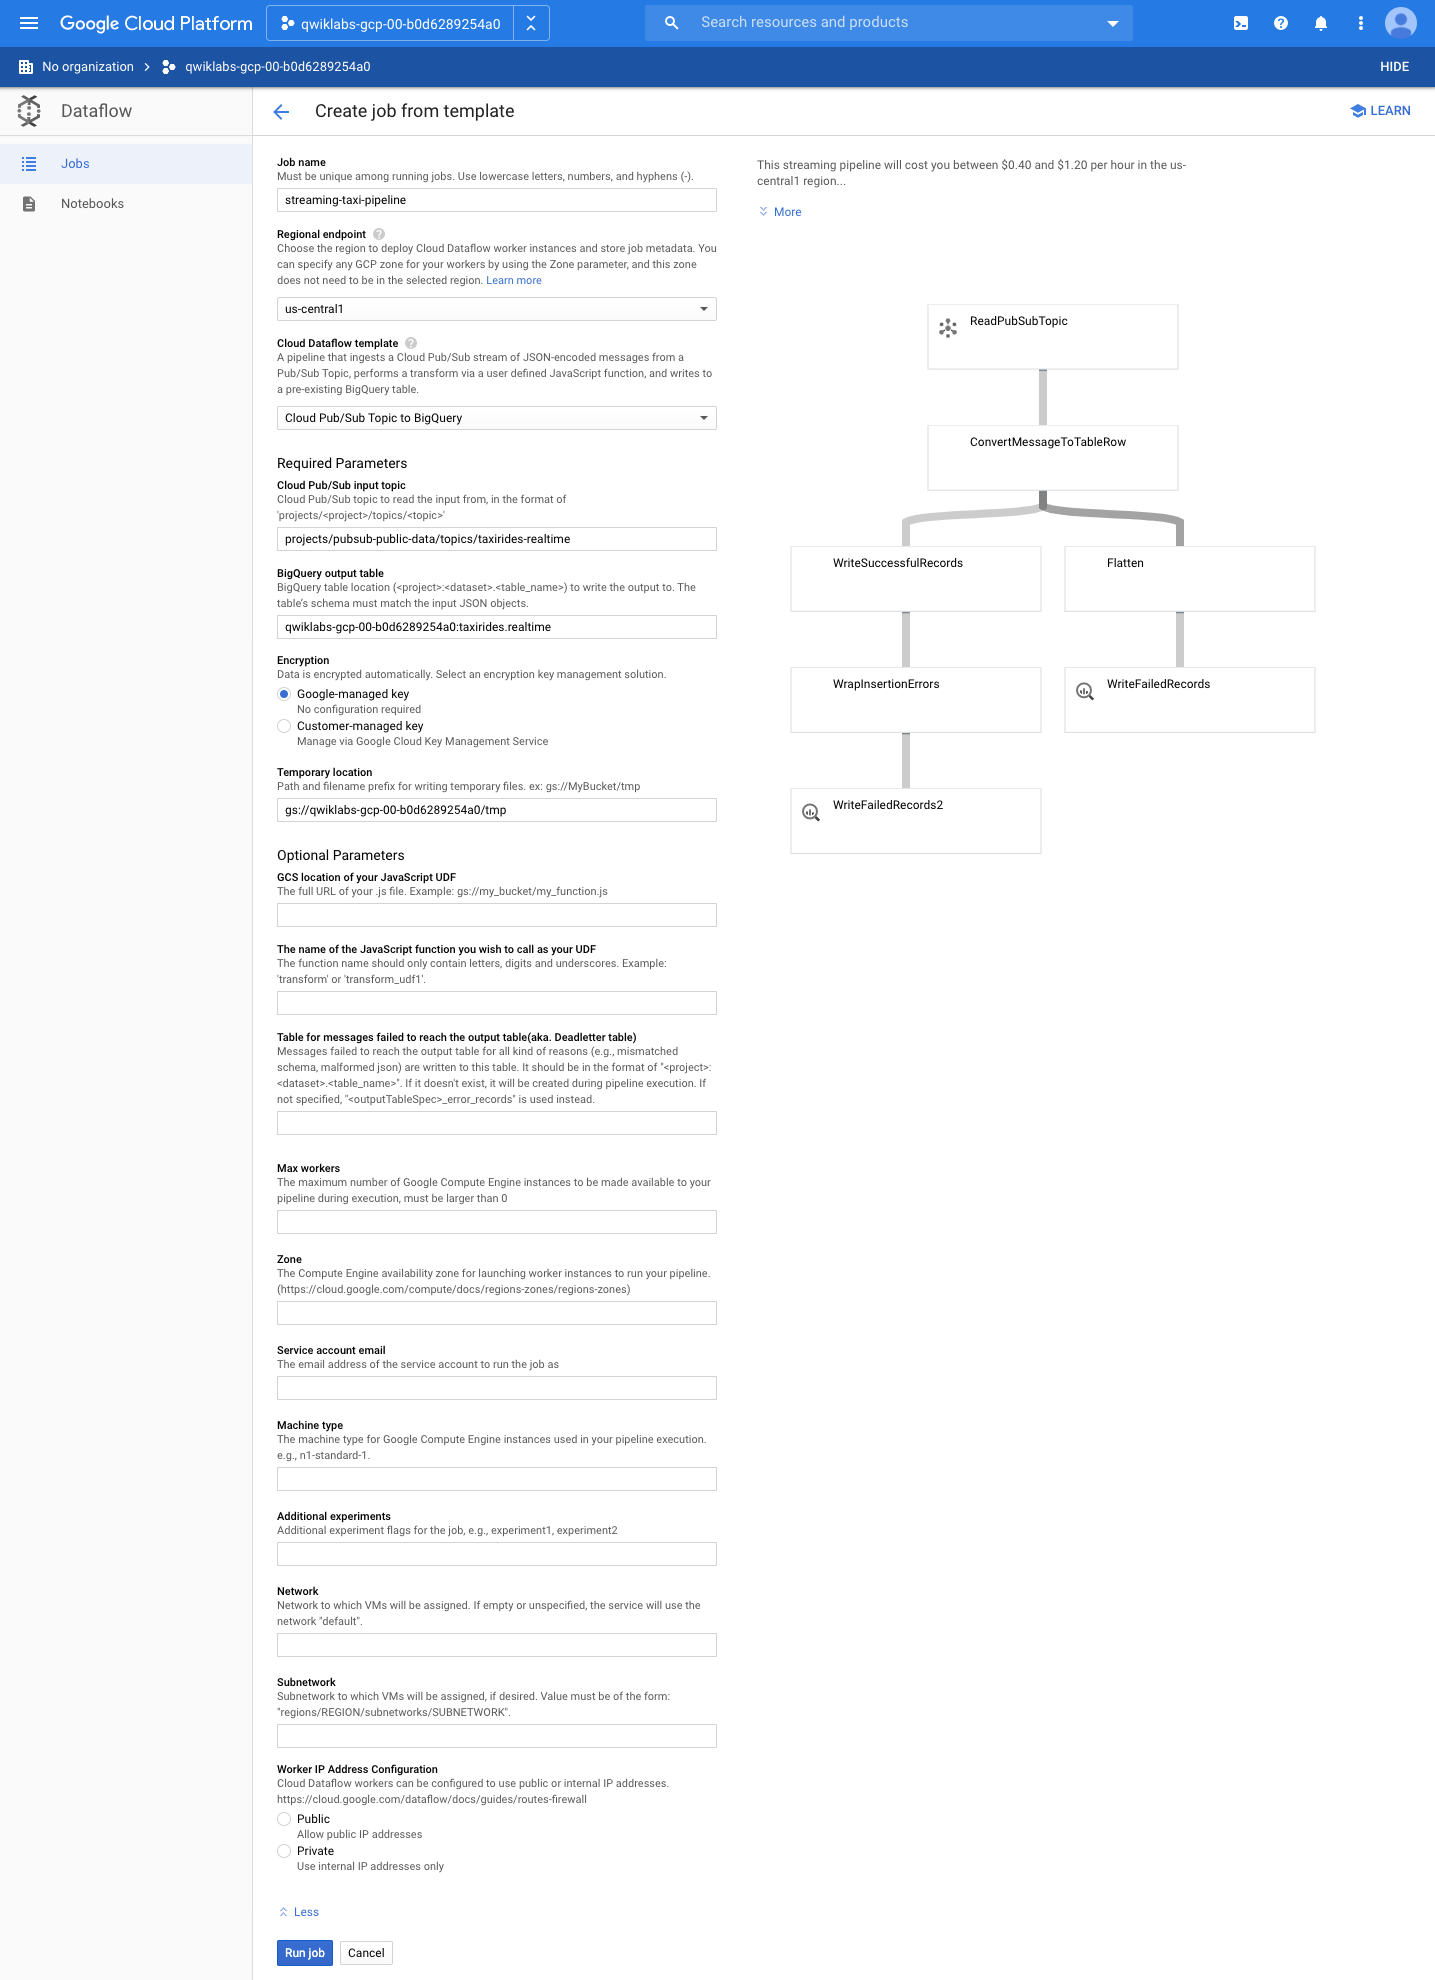 Google Cloud Platform
qwiklabs-gcp-00-b0d6289254a0
Search resources and products
No organization
qwiklabs-gcp-00-b0d6289254a0
HIDE
Dataflow
Create job from template
LEARN
Jobs
Notebooks
Job name
Must be unique among running jobs. Use lowercase letters, numbers, and hyphens (-).
streaming-taxi-pipeline
Regional endpoint
Choose the region to deploy Cloud Dataflow worker instances and store job metadata. You
can specify any GCP zone for your workers by using the Zone parameter, and this zone
does not need to be in the selected region. Learn more
us-central1
Cloud Dataflow template
A pipeline that ingests a Cloud Pub/Sub stream of JSON-encoded messages from a
Pub/Sub Topic, performs a transform via a user defined JavaScript function, and writes to
a pre-existing BigQuery table.
Cloud Pub/Sub Topic to BigQuery
Required Parameters
Cloud Pub/Sub input topic
Cloud Pub/Sub topic to read the input from, in the format of
'projects/<project>/topics/<topic>'
projects/pubsub-public-data/topics/taxirides-realtime
BigQuery output table
BigQuery table location (<project>:<dataset>.<table_name>) to write the output to. The
table's schema must match the input JSON objects.
qwiklabs-gcp-00-b0d6289254a0:taxirides.realtime
Encryption
Data is encrypted automatically. Select an encryption key management solution.
Google-managed key
No configuration required
Customer-managed key
Manage via Google Cloud Key Management Service
Temporary location
Path and filename prefix for writing temporary files. ex: gs://MyBucket/tmp
gs://qwiklabs-gcp-00-b0d6289254a0/tmp
Optional Parameters
GCS location of your JavaScript UDF
The full URL of your .js file. Example: gs://my_bucket/my_function.js
The name of the JavaScript function you wish to call as your UDF
The function name should only contain letters, digits and underscores. Example:
'transform' or 'transform_udf1'.
Table for messages failed to reach the output table(aka. Deadletter table)
Messages failed to reach the output table for all kind of reasons (e.g., mismatched
schema, malformed json) are written to this table. It should be in the format of "<project>:
<dataset>.<table_name>". If it doesn't exist, it will be created during pipeline execution. If
not specified, "<outputTableSpec>_error_records" is used instead.
Max workers
The maximum number of Google Compute Engine instances to be made available to your
pipeline during execution, must be larger than 0
Zone
The Compute Engine availability zone for launching worker instances to run your pipeline.
(https://cloud.google.com/compute/docs/regions-zones/regions-zones)
Service account email
The email address of the service account to run the job as
Machine type
The machine type for Google Compute Engine instances used in your pipeline execution.
e.g., n1-standard-1.
Additional experiments
Additional experiment flags for the job, e.g., experiment1, experiment2
Network
Network to which VMs will be assigned. If empty or unspecified, the service will use the
network "default".
Subnetwork
Subnetwork to which VMs will be assigned, if desired. Value must be of the form:
"regions/REGION/subnetworks/SUBNETWORK".
Worker IP Address Configuration
Cloud Dataflow workers can be configured to use public or internal IP addresses.
https://cloud.google.com/dataflow/docs/guides/routes-firewall
Public
Allow public IP addresses
Private
Use internal IP addresses only
Less
Run job
Cancel
This streaming pipeline will cost you between $0.40 and $1.20 per hour in the us-
central1 region...
More
ReadPubSubTopic
ConvertMessageToTableRow
WriteSuccessfulRecords
Flatten
WrapInsertionErrors
WriteFailedRecords
WriteFailedRecords2